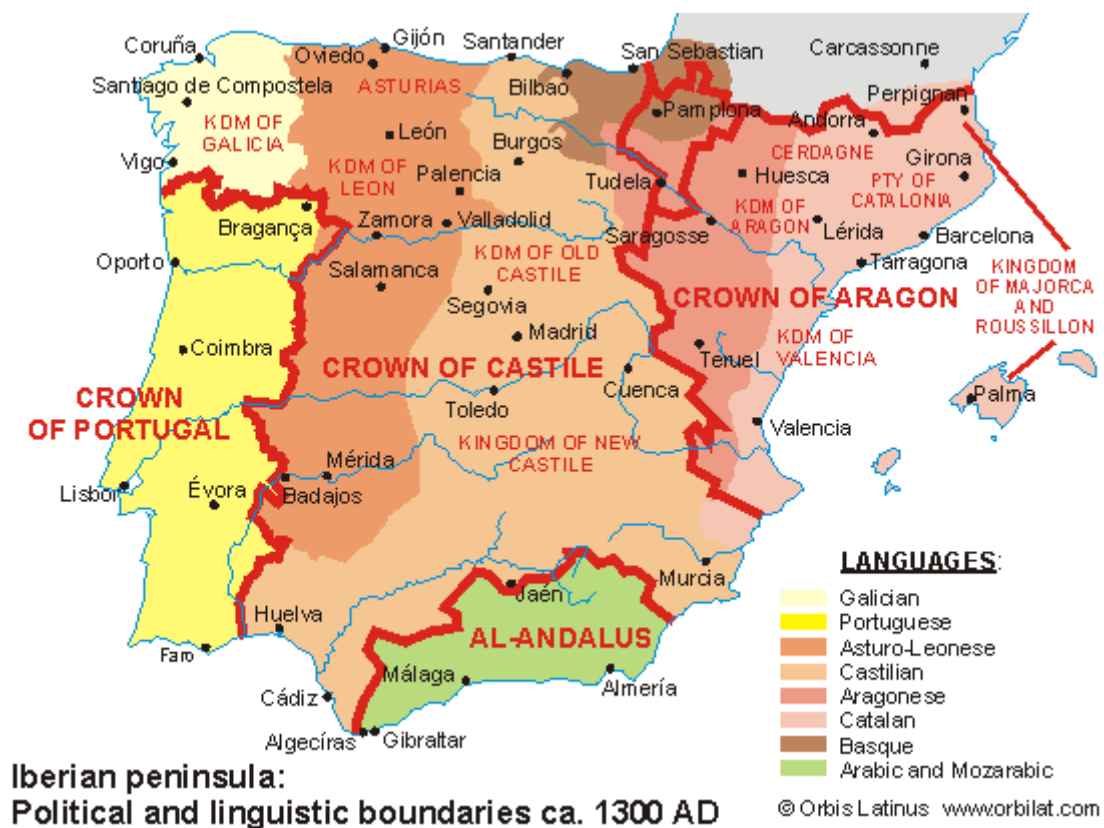 Coruña
Gijón
Oviedo
Santander
San Sebastian
Carcassonne
Santiago de Compostela
ASTURIAS
Bilbao
Perpignan
Pamplona
Andorra
KDM OF
GALICIA
León
Burgos
CERDAGNE
Girona
Vigo
KDM OF
LEON
Palencia
Tudela
Huesca
PTY OF
CATALONIA
Bragança
Zamora
Valladolid
Saragosse
KDM OF
ARAGON
Lérida
Barcelona
Oporto
Salamanca
KDM OF OLD
CASTILE
Tarragona
KINGDOM
OF MAJORCA
AND
ROUSSILLON
Segovia
CROWN OF ARAGON
Madrid
Coimbra
Teruel
KDM OF
VALENCIA
CROWN OF CASTILE
Cuenca
CROWN
OF PORTUGAL
Toledo
Palma
Valencia
KINGDOM OF NEW
CASTILE
Mérida
Lisbon
Évora
Badajos
LANGUAGES:
Galician
Portuguese
Asturo-Leonese
Castilian
Aragonese
Catalan
Basque
Arabic and Mozarabic
Murcia
Jaén
Huelva
AL-ANDALUS
Faro
Málaga
Almería
Cádiz
Algecíras
Gibraltar
Iberian peninsula:
Political and linguistic boundaries ca. 1300 AD
© Orbis Latinus www.orbilat.com